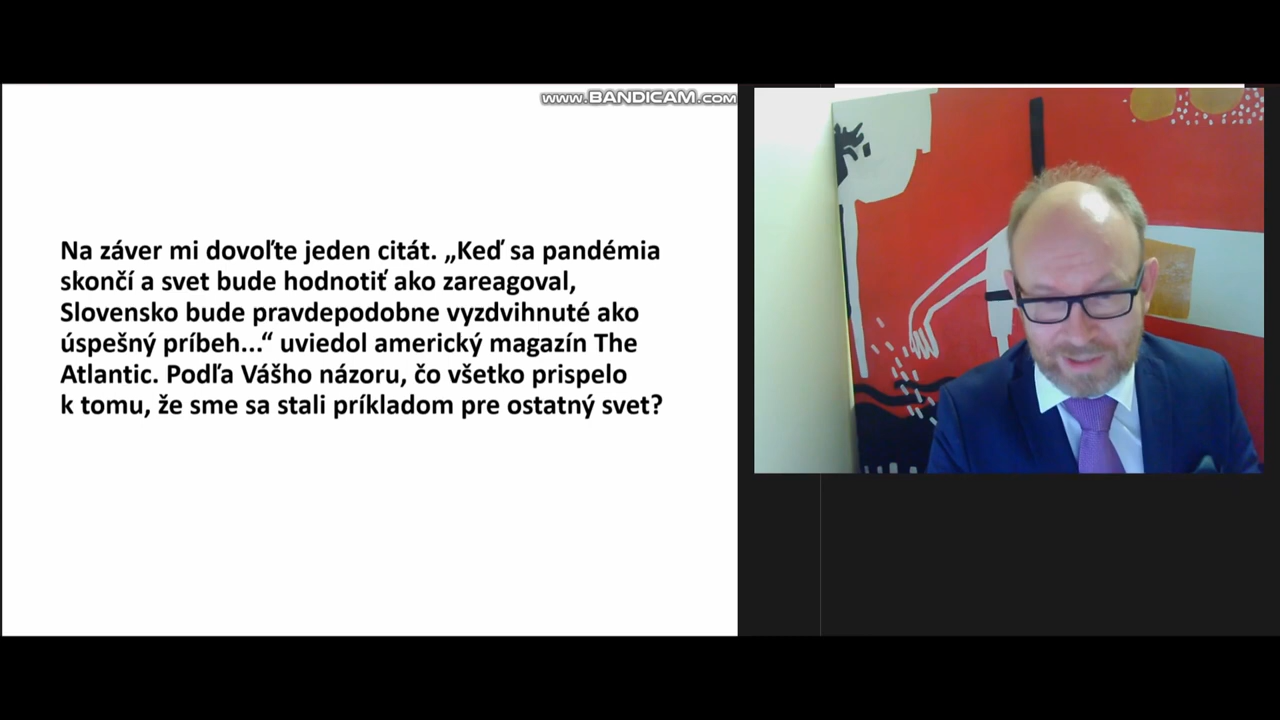 www.BANDICAM.com
Na záver mi dovoľte jeden citát. „Keď sa pandémia
skončí a svet bude hodnotiť ako zareagoval,
Slovensko bude pravdepodobne vyzdvihnuté ako
úspešný príbeh...“ uviedol americký magazín The
Atlantic. Podľa Vášho názoru, čo všetko prispelo
k tomu, že sme sa stali príkladom pre ostatný svet?